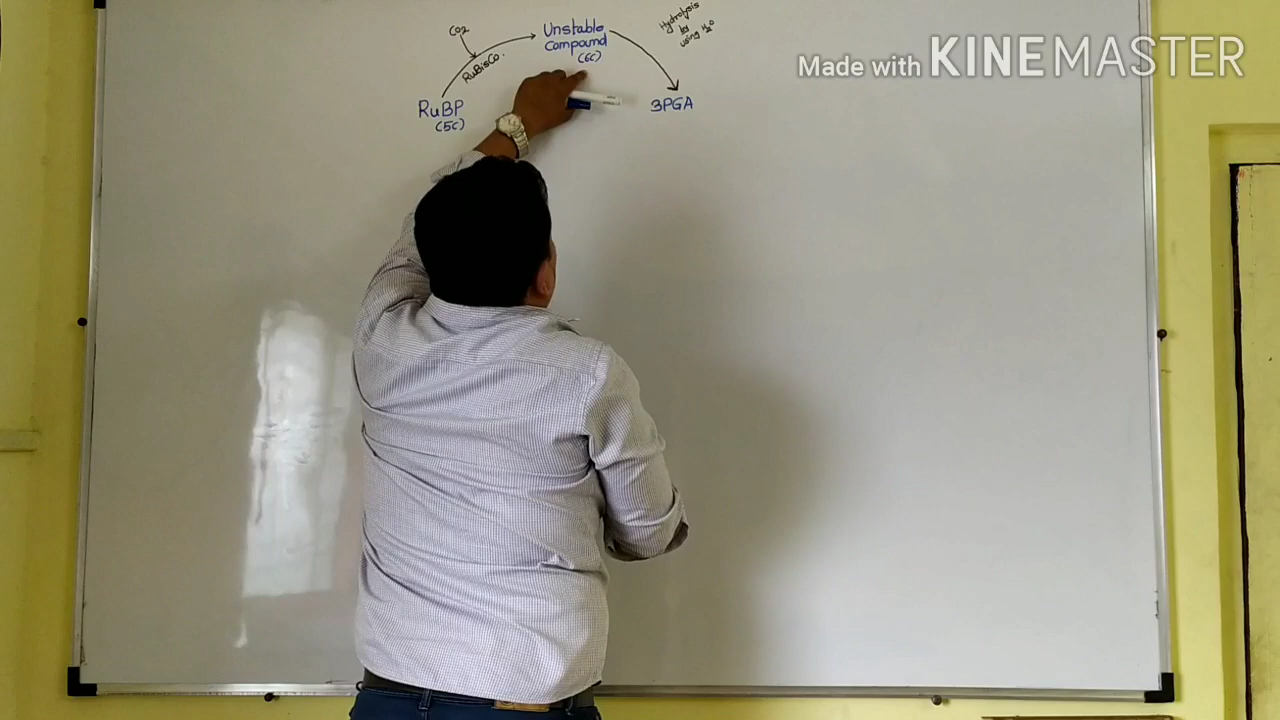 CO2
RuBisCo
RuBP
(5C)
Unstable
Compound
(6C)
Hydrolysis
by
using H2O
3PGA
Made with KINEMASTER